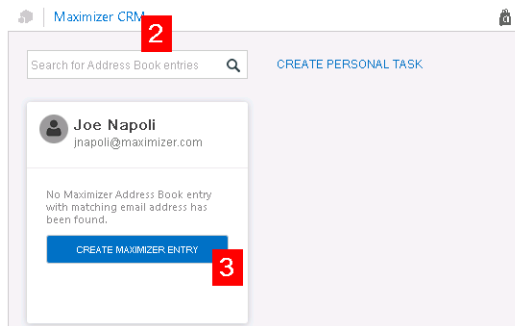 Maximizer CRM
2
Search for Address Book entries
CREATE PERSONAL TASK
Joe Napoli
jnapoli@maximizer.com
No Maximizer Address Book entry
with matching email address has
been found.
CREATE MAXIMIZER ENTRY
3